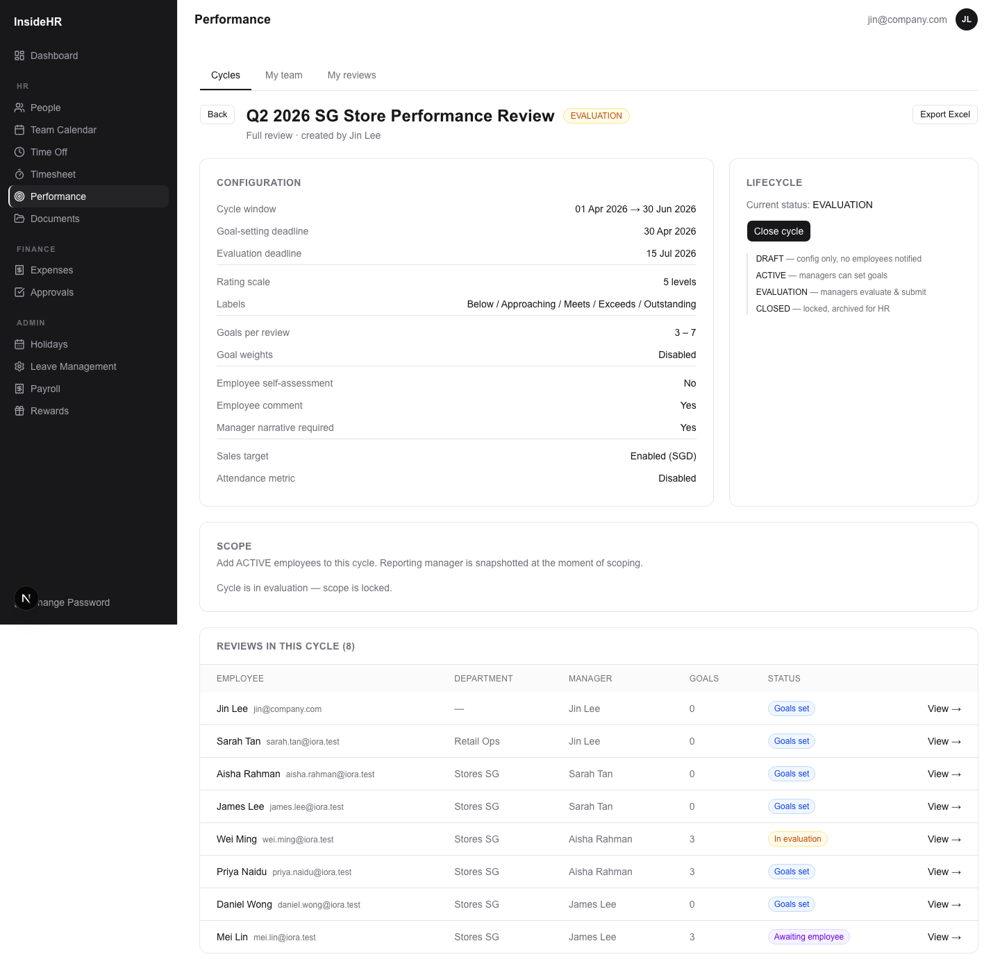 InsideHR
Dashboard
HR
People
Team Calendar
Time Off
Timesheet
Performance
Documents
FINANCE
Expenses
Approvals
ADMIN
Holidays
Leave Management
Payroll
Rewards
N
Performance
jin@company.com JL
Cycles My team My reviews
Back Q2 2026 SG Store Performance Review EVALUATION Export Excel
Full review · created by Jin Lee
CONFIGURATION
Cycle window 01 Apr 2026 → 30 Jun 2026
Goal-setting deadline 30 Apr 2026
Evaluation deadline 15 Jul 2026
Rating scale 5 levels
Labels Below / Approaching / Meets / Exceeds / Outstanding
Goals per review 3 – 7
Goal weights Disabled
Employee self-assessment No
Employee comment Yes
Manager narrative required Yes
Sales target Enabled (SGD)
Attendance metric Disabled
LIFECYCLE
Current status: EVALUATION
Close cycle
DRAFT — config only, no employees notified
ACTIVE — managers can set goals
EVALUATION — managers evaluate & submit
CLOSED — locked, archived for HR
SCOPE
Add ACTIVE employees to this cycle. Reporting manager is snapshotted at the moment of scoping.
Cycle is in evaluation — scope is locked.
REVIEWS IN THIS CYCLE (8)
EMPLOYEE DEPARTMENT MANAGER GOALS STATUS
Jin Lee jin@company.com — Jin Lee 0 Goals set View →
Sarah Tan sarah.tan@iora.test Retail Ops Jin Lee 0 Goals set View →
Aisha Rahman aisha.rahman@iora.test Stores SG Sarah Tan 0 Goals set View →
James Lee james.lee@iora.test Stores SG Sarah Tan 0 Goals set View →
Wei Ming wei.ming@iora.test Stores SG Aisha Rahman 3 In evaluation View →
Priya Naidu priya.naidu@iora.test Stores SG Aisha Rahman 3 Goals set View →
Daniel Wong daniel.wong@iora.test Stores SG James Lee 0 Goals set View →
Mei Lin mei.lin@iora.test Stores SG James Lee 3 Awaiting employee View →
hange Password